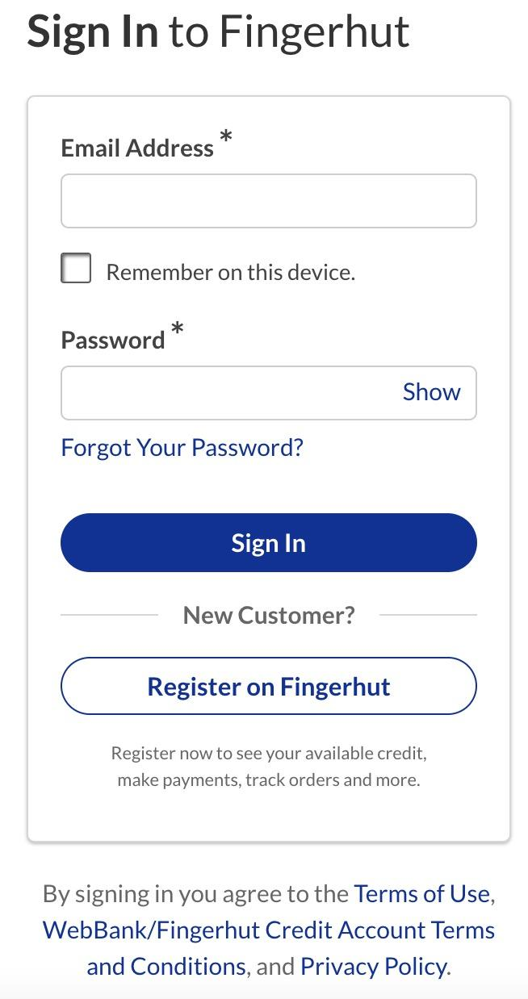 Sign In to Fingerhut
Email Address *
Remember on this device.
Password *
Show
Forgot Your Password?
Sign In
New Customer?
Register on Fingerhut
Register now to see your available credit,
make payments, track orders and more.
By signing in you agree to the Terms of Use,
WebBank/Fingerhut Credit Account Terms
and Conditions, and Privacy Policy.